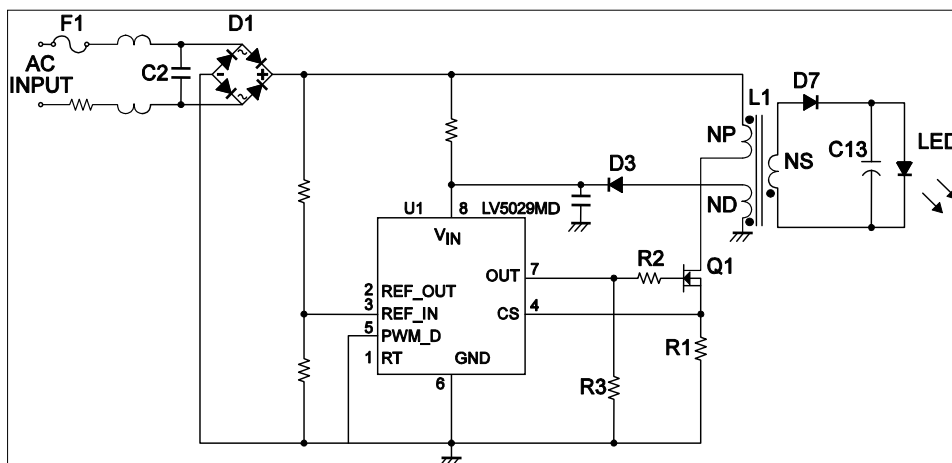 F1
D1
AC
INPUT
C2
~
~
-
+
D7
L1
NP
NS
C13
LED
D3
ND
U1
8
LV5029MD
VIN
OUT
7
R2
Q1
2
REF_OUT
3
REF_IN
CS
4
5
PWM_D
R1
1
RT
GND
6
R3